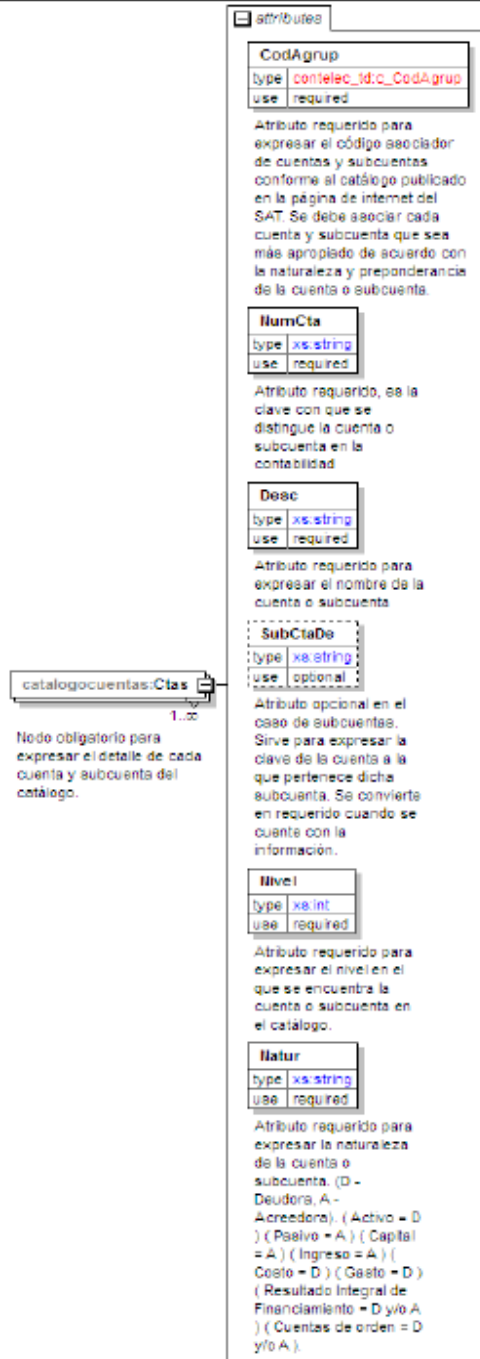 attributes
CodAgrup
type contelec_td:c_CodAgrup
use required
Atributo requerido para
expresar el código asociador
de cuentas y subcuentas
conforme al catálogo publicado
en la página de internet del
SAT. Se debe asociar cada
cuenta y subcuenta que sea
más apropiado de acuerdo con
la naturaleza y preponderancia
de la cuenta o subcuenta.
NumCta
type xs:string
use required
Atributo requerido, es la
clave con que se
distingue la cuenta o
subcuenta en la
contabilidad
Desc
type xs:string
use required
Atributo requerido para
expresar el nombre de la
cuenta o subcuenta
SubCtaDe
type xs:string
use optional
Atributo opcional en el
caso de subcuentas.
Sirve para expresar la
clave de la cuenta a la
que pertenece dicha
subcuenta. Se convierte
en requerido cuando se
cuente con la
información.
catalogocuentas:Ctas
1..∞
Nodo obligatorio para
expresar el detalle de cada
cuenta y subcuenta del
catálogo.
Nivel
type xs:int
use required
Atributo requerido para
expresar el nivel en el
que se encuentra la
cuenta o subcuenta en
el catálogo.
Natur
type xs:string
use required
Atributo requerido para
expresar la naturaleza
de la cuenta o
subcuenta. (D -
Deudora, A -
Acreedora). ( Activo = D
) ( Pasivo = A ) ( Capital
= A ) ( Ingreso = A ) (
Costo = D ) ( Gasto = D )
( Resultado Integral de
Financiamiento = D y/o A
) ( Cuentas de orden = D
y/o A ).